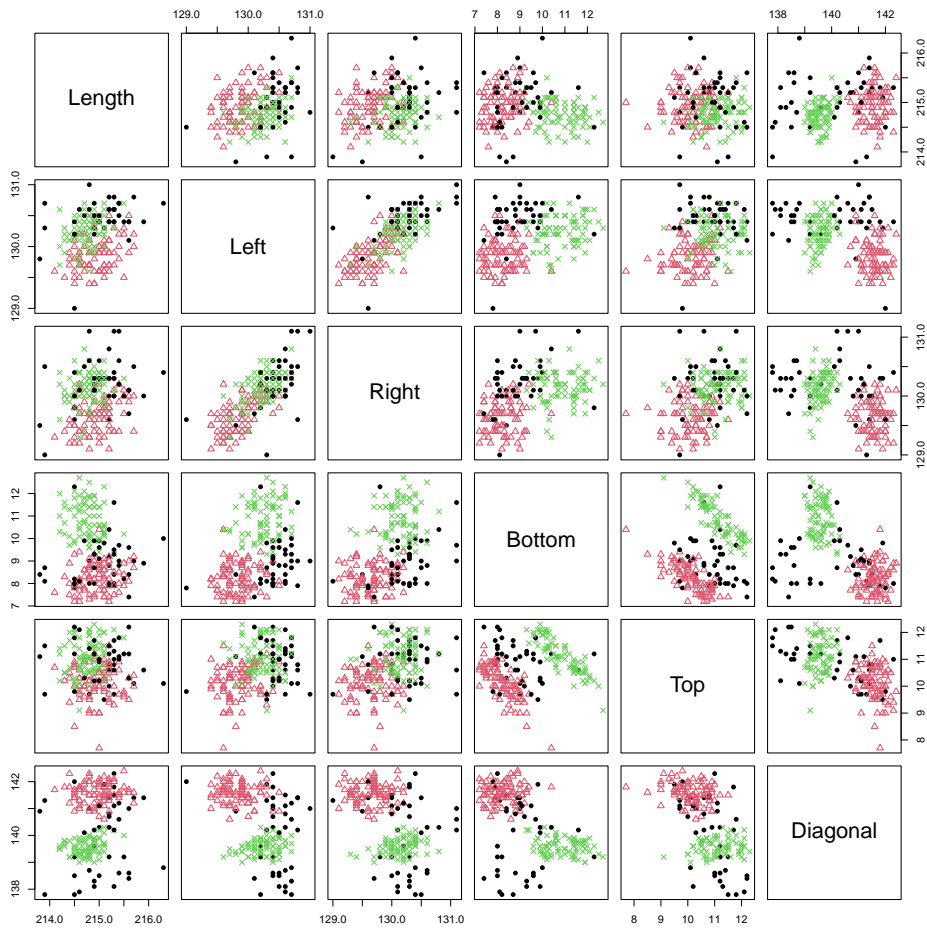 129.0 130.0 131.0 7 8 9 10 11 12 138 140 142
Length
214.0 215.0 216.0
129.0 130.0 131.0
Left
Right
129.0 130.0 131.0
7 8 9 10 11 12
Bottom
Top
8 9 10 11 12
138 140 142
Diagonal
214.0 215.0 216.0 129.0 130.0 131.0 8 9 10 11 12